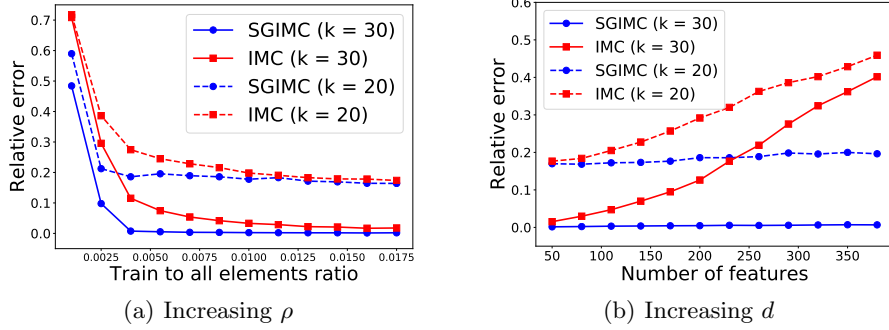 Relative error
0.7
0.6
0.5
0.4
0.3
0.2
0.1
0.0
SGIMC (k = 30)
IMC (k = 30)
SGIMC (k = 20)
IMC (k = 20)
0.0025 0.0050 0.0075 0.0100 0.0125 0.0150 0.0175
Train to all elements ratio
(a) Increasing ρ
Relative error
0.6
0.5
0.4
0.3
0.2
0.1
0.0
SGIMC (k = 30)
IMC (k = 30)
SGIMC (k = 20)
IMC (k = 20)
50 100 150 200 250 300 350
Number of features
(b) Increasing d